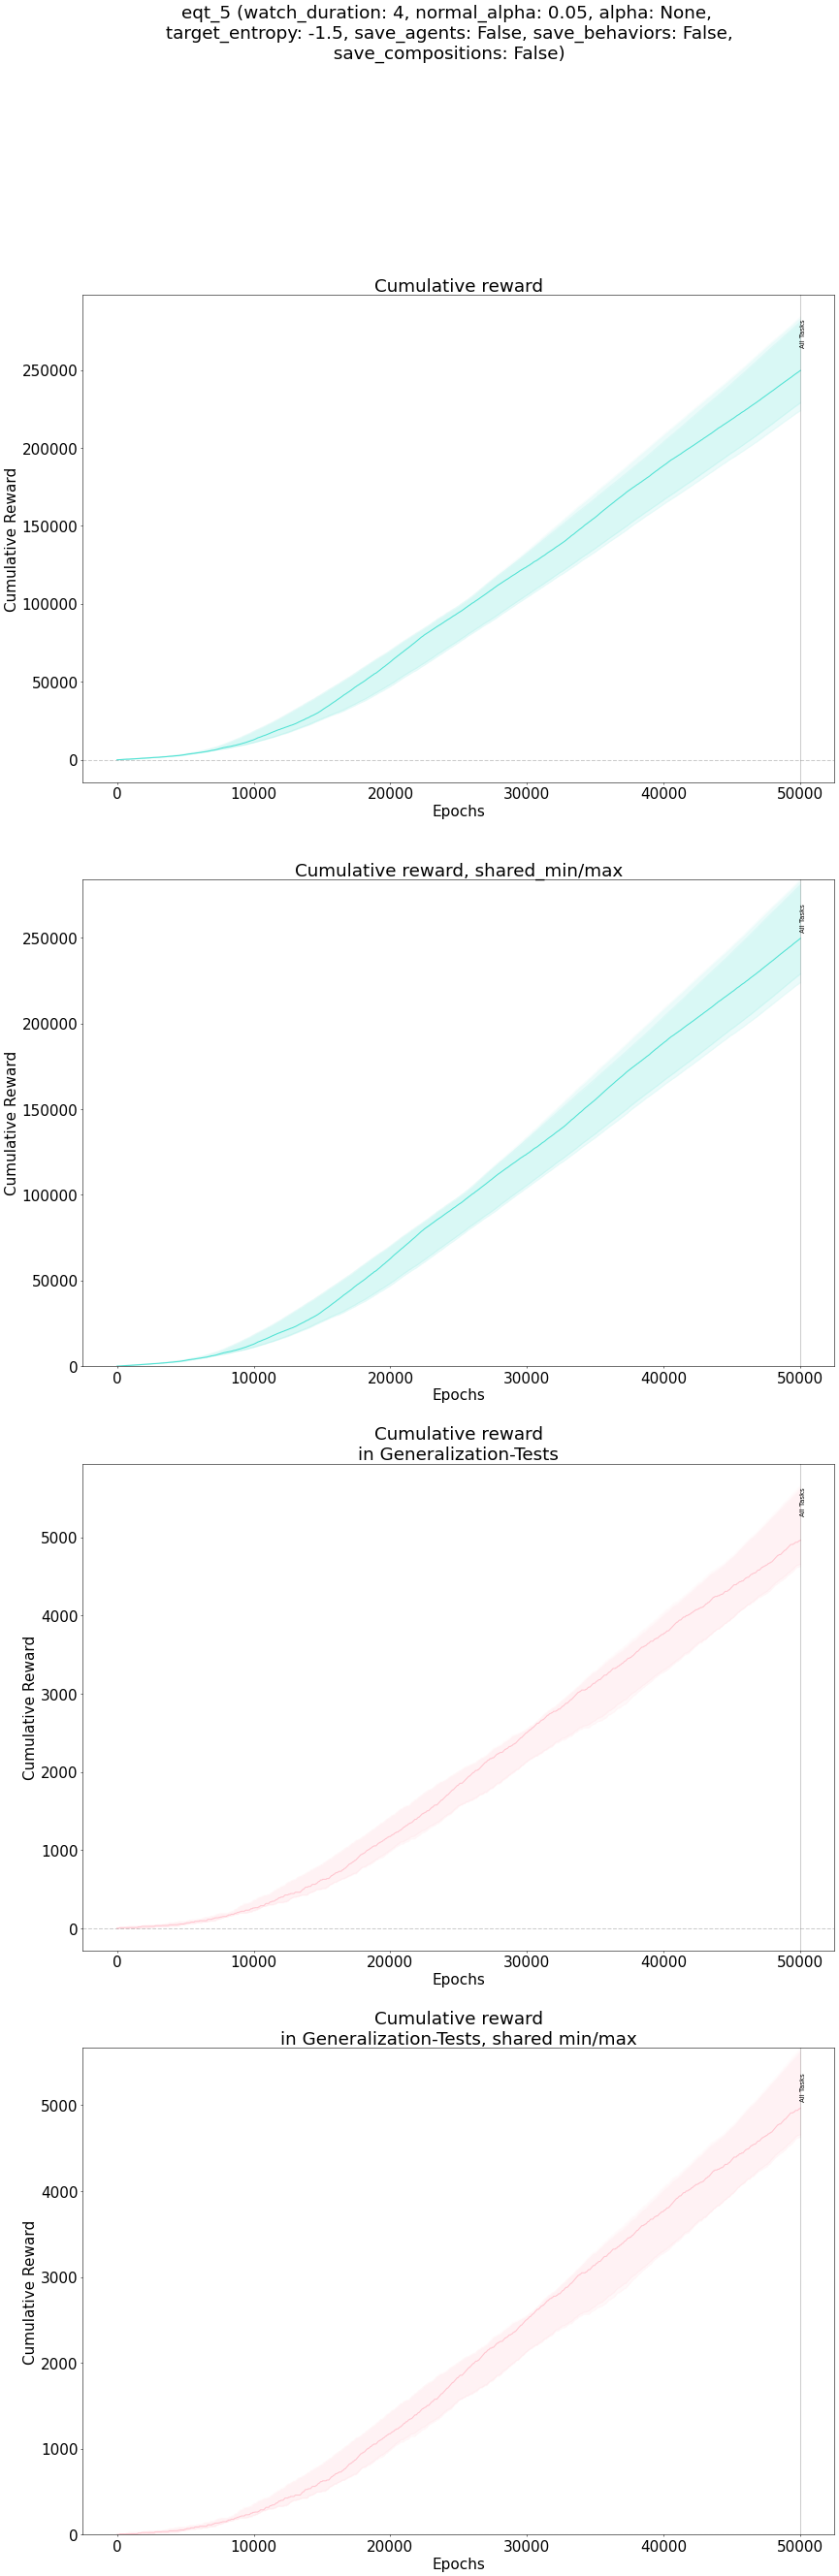 eqt_5 (watch_duration: 4, normal_alpha: 0.05, alpha: None,
target_entropy: -1.5, save_agents: False, save_behaviors: False,
save_compositions: False)
Cumulative reward
All Tasks
250000
200000
150000
100000
50000
0
Cumulative Reward
0 10000 20000 30000 40000 50000
Epochs
Cumulative reward, shared_min/max
All Tasks
250000
200000
150000
100000
50000
0
Cumulative Reward
0 10000 20000 30000 40000 50000
Epochs
Cumulative reward
in Generalization-Tests
All Tasks
5000
4000
3000
2000
1000
0
Cumulative Reward
0 10000 20000 30000 40000 50000
Epochs
Cumulative reward
in Generalization-Tests, shared min/max
All Tasks
5000
4000
3000
2000
1000
0
Cumulative Reward
0 10000 20000 30000 40000 50000
Epochs